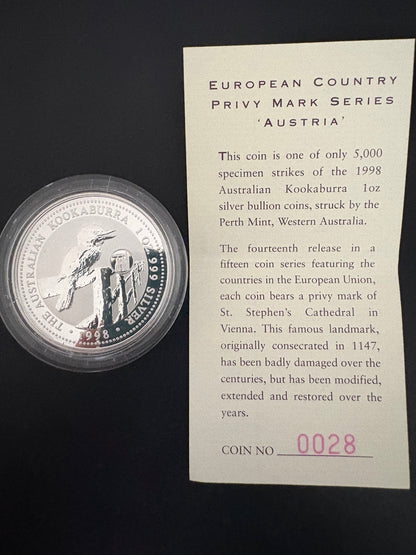 EUROPEAN COUNTRY
PRIVY MARK SERIES
'AUSTRIA'
This coin is one of only 5,000
specimen strikes of the 1998
Australian Kookaburra 1oz
silver bullion coins, struck by the
Perth Mint, Western Australia.
The fourteenth release in a
fifteen coin series featuring the
countries in the European Union,
each coin bears a privy mark of
St. Stephen's Cathedral in
Vienna. This famous landmark,
originally consecrated in 1147,
has been badly damaged over the
centuries, but has been modified,
extended and restored over the
years.
COIN NO 0028
THE AUSTRALIAN KOOKABURRA 1 OZ 999 SILVER
· 1998 ·